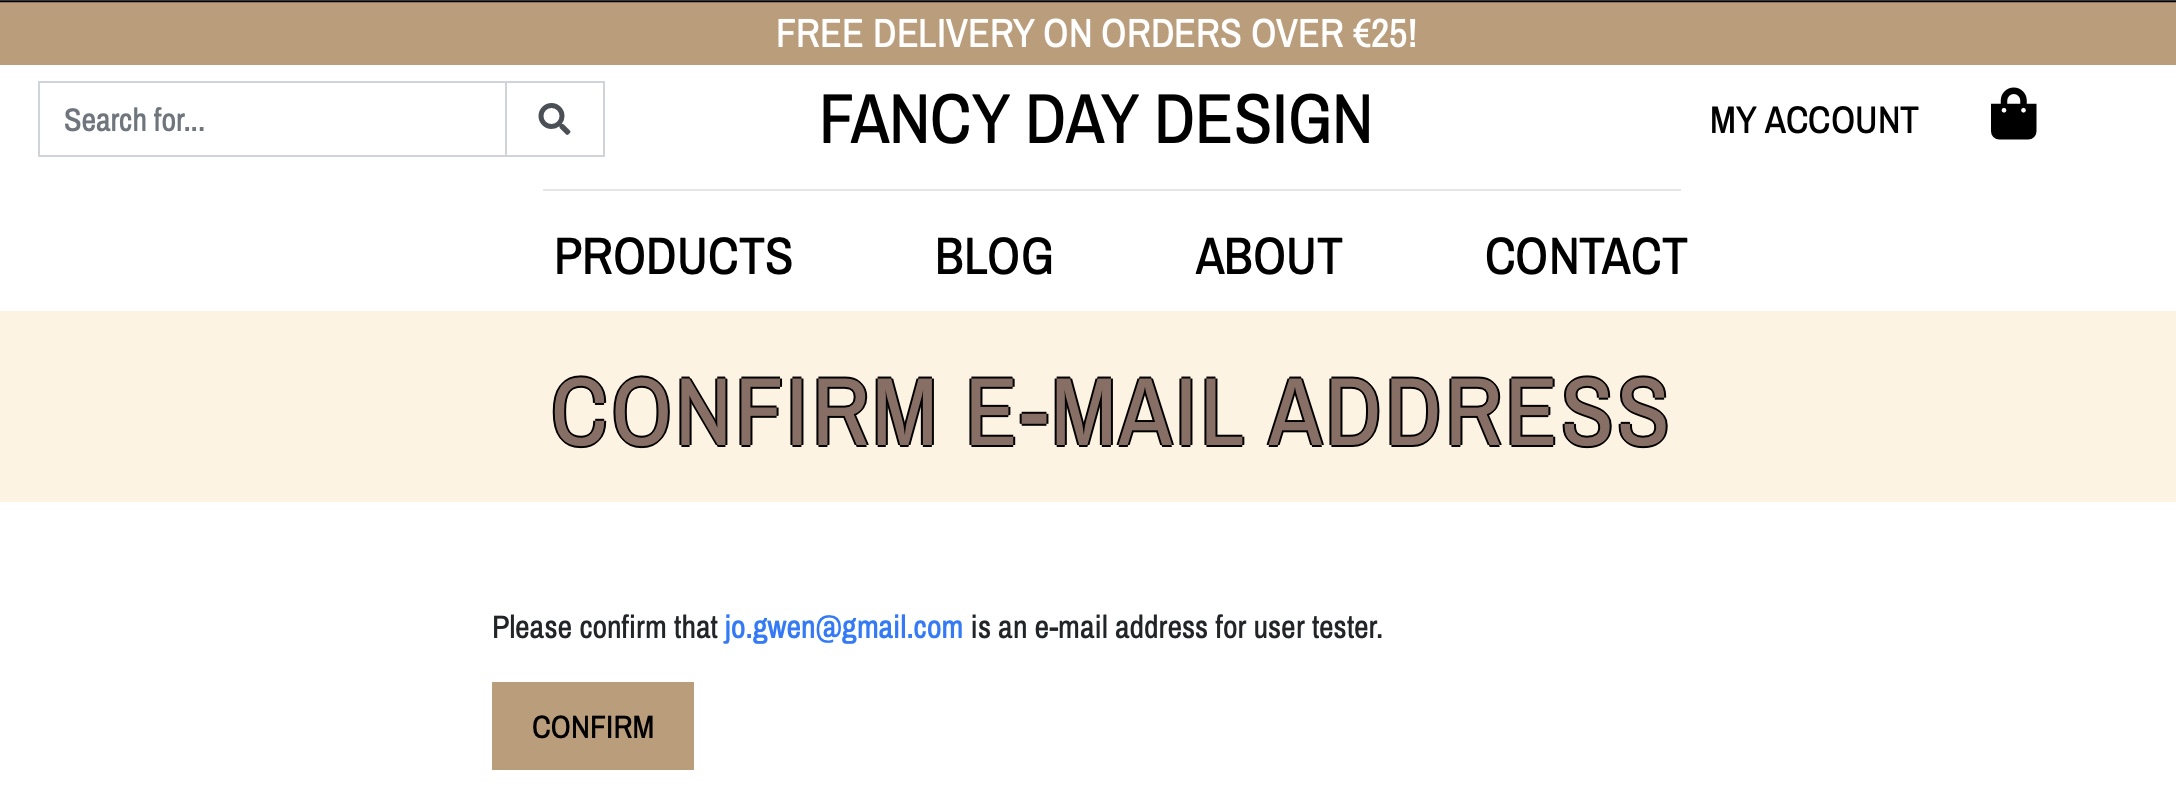 FREE DELIVERY ON ORDERS OVER €25!
Search for...
FANCY DAY DESIGN
MY ACCOUNT
PRODUCTS BLOG ABOUT CONTACT
CONFIRM E-MAIL ADDRESS
Please confirm that jo.gwen@gmail.com is an e-mail address for user tester.
CONFIRM